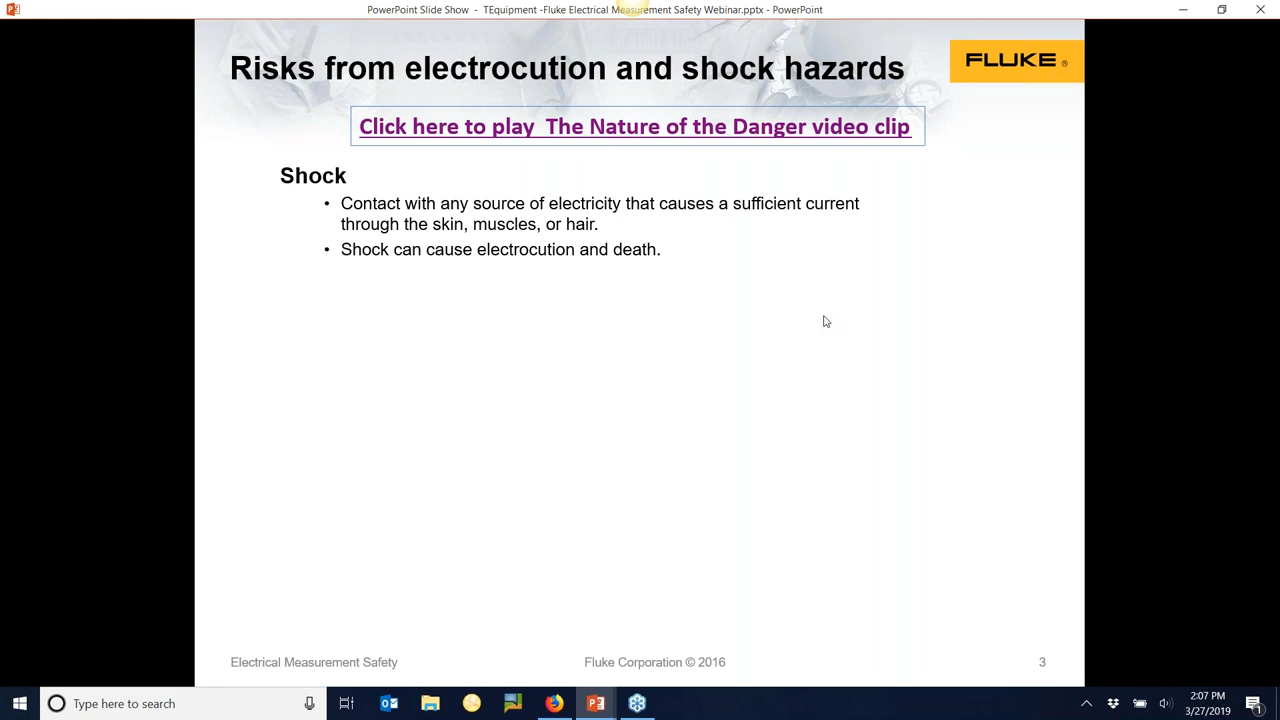 PowerPoint Slide Show - TEquipment -Fluke Electrical Measurement Safety Webinar.pptx - PowerPoint
Risks from electrocution and shock hazards
FLUKE ®
Click here to play The Nature of the Danger video clip
Shock
• Contact with any source of electricity that causes a sufficient current
through the skin, muscles, or hair.
• Shock can cause electrocution and death.
Electrical Measurement Safety
Fluke Corporation © 2016
3
Type here to search
2:07 PM
3/27/2019
1